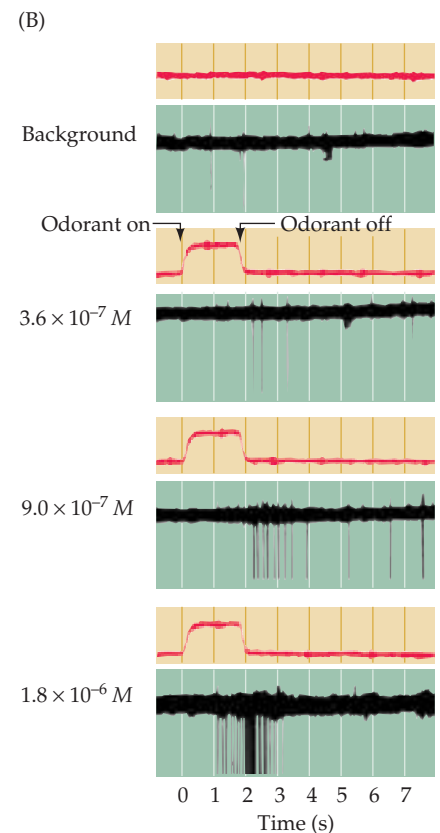 (B)
Background
Odorant on Odorant off
3.6 × 10⁻⁷ M
9.0 × 10⁻⁷ M
1.8 × 10⁻⁶ M
0 1 2 3 4 5 6 7
Time (s)